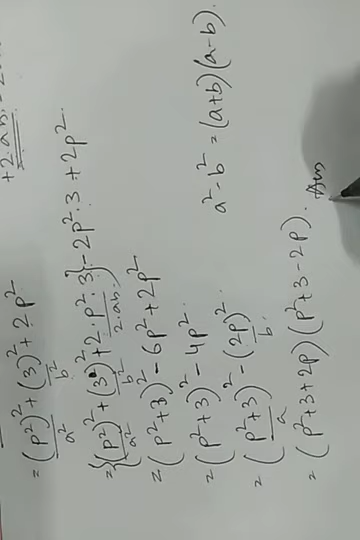 +2.ab.
= (p²)² + (3)² + 2p²
a² b²
= {(p²)² + (3)² + 2.p².3} - 2p².3 + 2p².
a² b² 2.ab.
= (p²+3)² - 6p² + 2p²
= (p²+3)² - 4p².
= (p²+3)² - (2p)². a² - b² = (a+b)(a-b).
a b.
= (p²+3+2p)(p²+3-2p). Ans